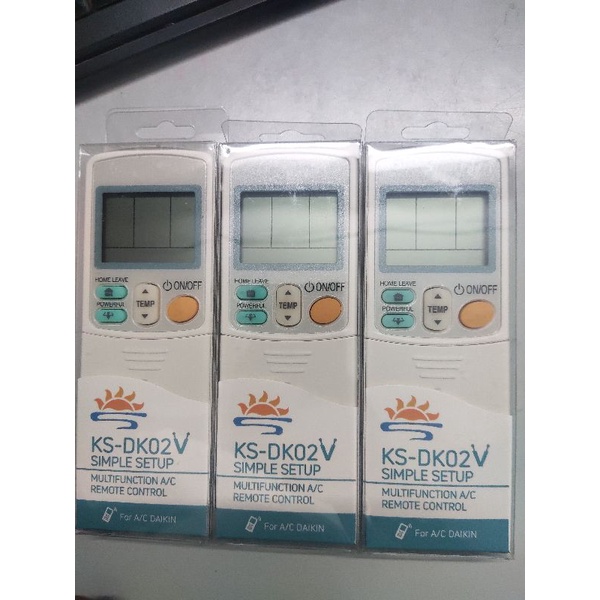 HOME LEAVE
ON/OFF
POWERFUL
TEMP
KS-DK02V
SIMPLE SETUP
MULTIFUNCTION A/C
REMOTE CONTROL
For A/C DAIKIN
HOME LEAVE
ON/OFF
POWERFUL
TEMP
KS-DK02V
SIMPLE SETUP
MULTIFUNCTION A/C
REMOTE CONTROL
For A/C DAIKIN
HOME LEAVE
ON/OFF
POWERFUL
TEMP
KS-DK02V
SIMPLE SETUP
MULTIFUNCTION A/C
REMOTE CONTROL
For A/C DAIKIN